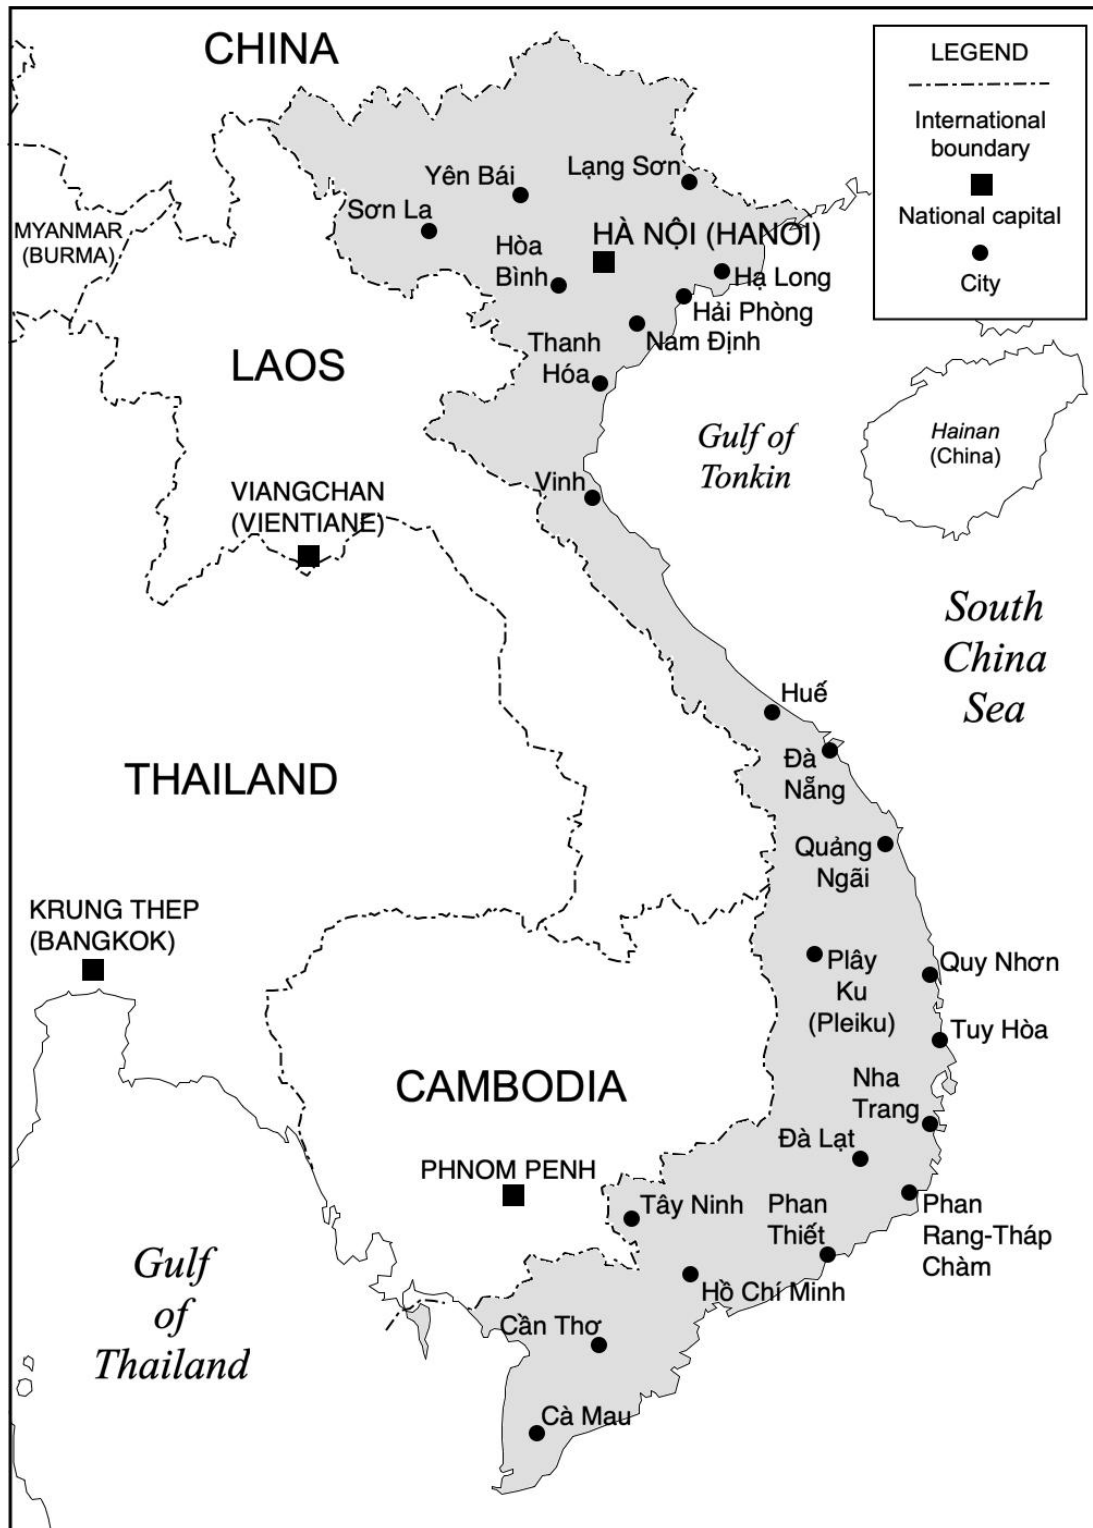 CHINA
LEGEND
International
boundary
National capital
City
Yên Bái
Lạng Sơn
Sơn La
MYANMAR
(BURMA)
HÀ NỘI (HANOI)
Hòa
Bình
Hạ Long
Hải Phòng
Nam Định
Thanh
Hóa
LAOS
Gulf of
Tonkin
Hainan
(China)
Vinh
VIANGCHAN
(VIENTIANE)
South
China
Sea
Huế
Đà
Nẵng
THAILAND
Quảng
Ngãi
KRUNG THEP
(BANGKOK)
Plây
Ku
(Pleiku)
Quy Nhơn
Tuy Hòa
CAMBODIA
Nha
Trang
Đà Lạt
PHNOM PENH
Tây Ninh
Phan
Thiết
Phan
Rang-Tháp
Chàm
Gulf
of
Thailand
Hồ Chí Minh
Cần Thơ
Cà Mau